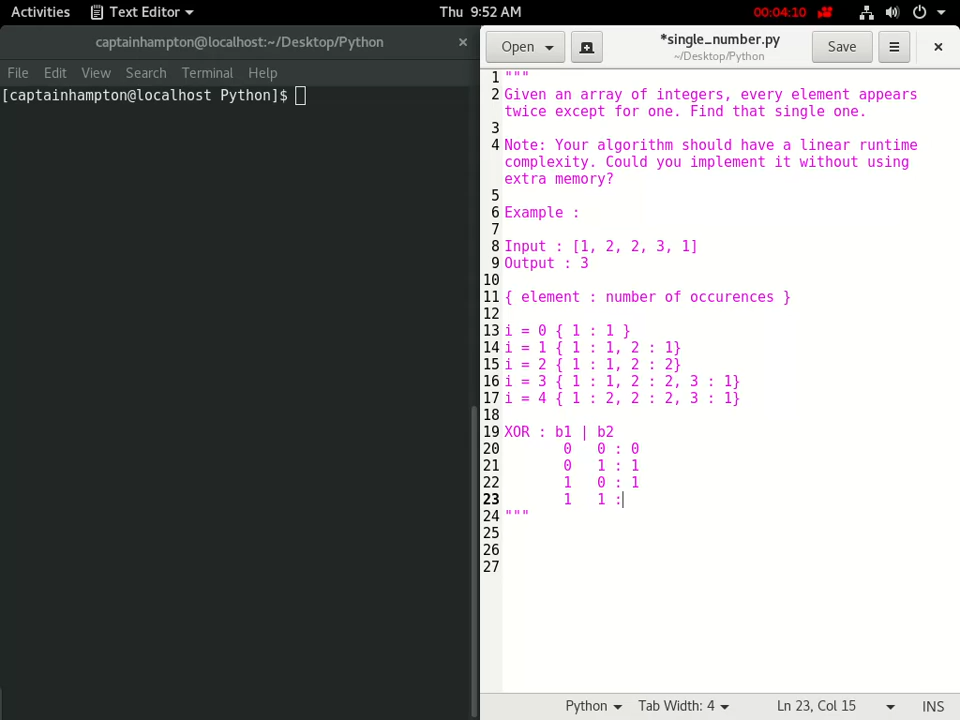 Activities Text Editor Thu 9:52 AM 00:04:10
captainhampton@localhost:~/Desktop/Python
File Edit View Search Terminal Help
[captainhampton@localhost Python]$
Open *single_number.py Save
~/Desktop/Python
1 """
2 Given an array of integers, every element appears
twice except for one. Find that single one.
3
4 Note: Your algorithm should have a linear runtime
complexity. Could you implement it without using
extra memory?
5
6 Example :
7
8 Input : [1, 2, 2, 3, 1]
9 Output : 3
10
11 { element : number of occurences }
12
13 i = 0 { 1 : 1 }
14 i = 1 { 1 : 1, 2 : 1}
15 i = 2 { 1 : 1, 2 : 2}
16 i = 3 { 1 : 1, 2 : 2, 3 : 1}
17 i = 4 { 1 : 2, 2 : 2, 3 : 1}
18
19 XOR : b1 | b2
20 0 0 : 0
21 0 1 : 1
22 1 0 : 1
23 1 1 :
24 """
25
26
27
Python Tab Width: 4 Ln 23, Col 15 INS